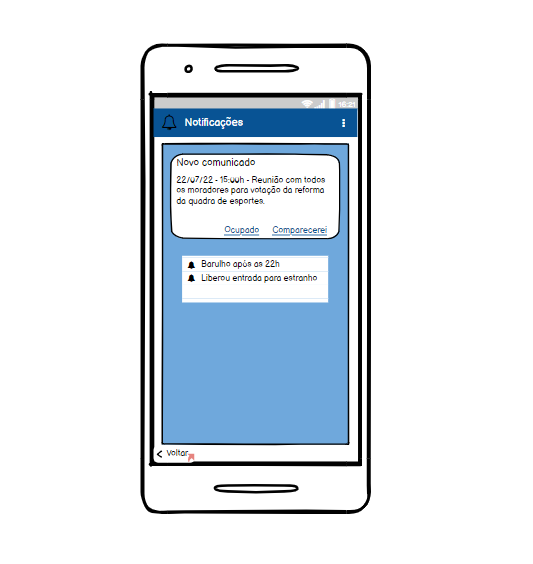 16:21
Notificações
Novo comunicado
22/07/22 - 15:00h - Reunião com todos
os moradores para votação da reforma
da quadra de esportes.
Ocupado Comparecerei
Barulho após as 22h
Liberou entrada para estranho
Voltar